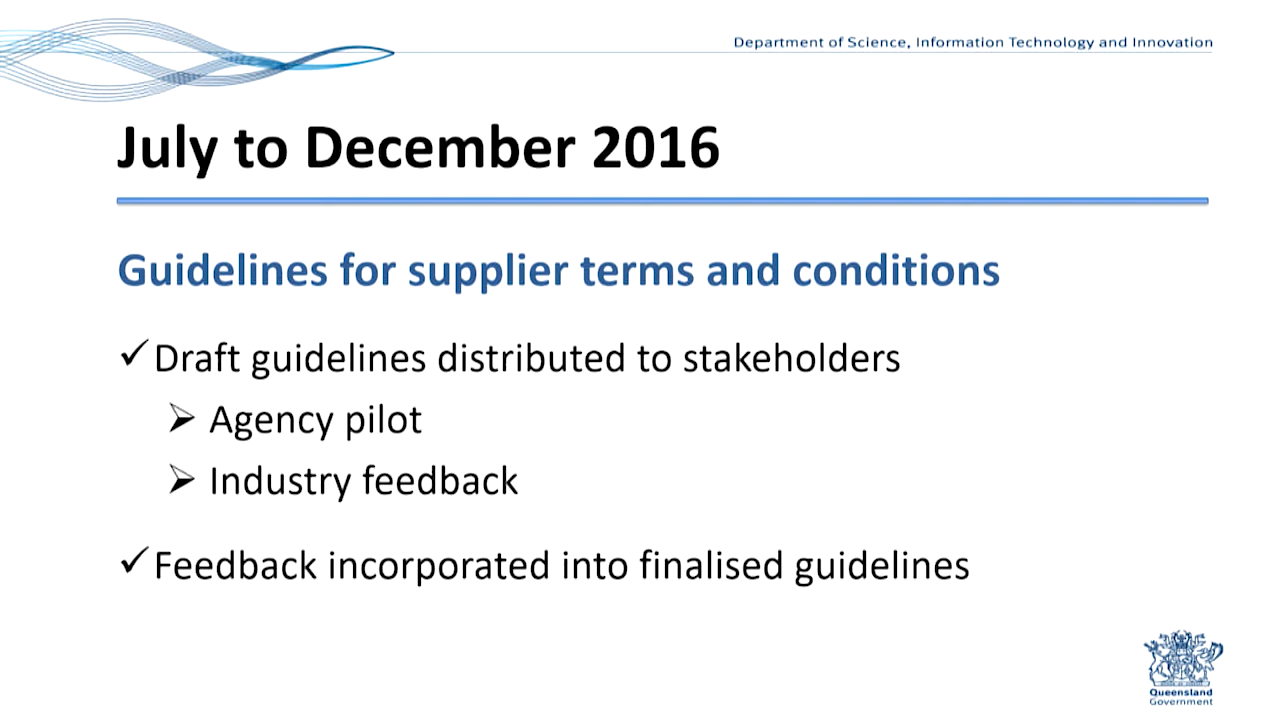 Department of Science, Information Technology and Innovation
July to December 2016
Guidelines for supplier terms and conditions
✓ Draft guidelines distributed to stakeholders
➢ Agency pilot
➢ Industry feedback
✓ Feedback incorporated into finalised guidelines
Queensland
Government